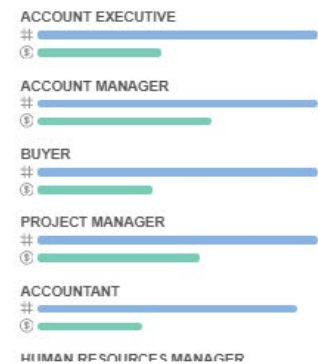 ACCOUNT EXECUTIVE
#
$
ACCOUNT MANAGER
#
$
BUYER
#
$
PROJECT MANAGER
#
$
ACCOUNTANT
#
$
HUMAN RESOURCES MANAGER